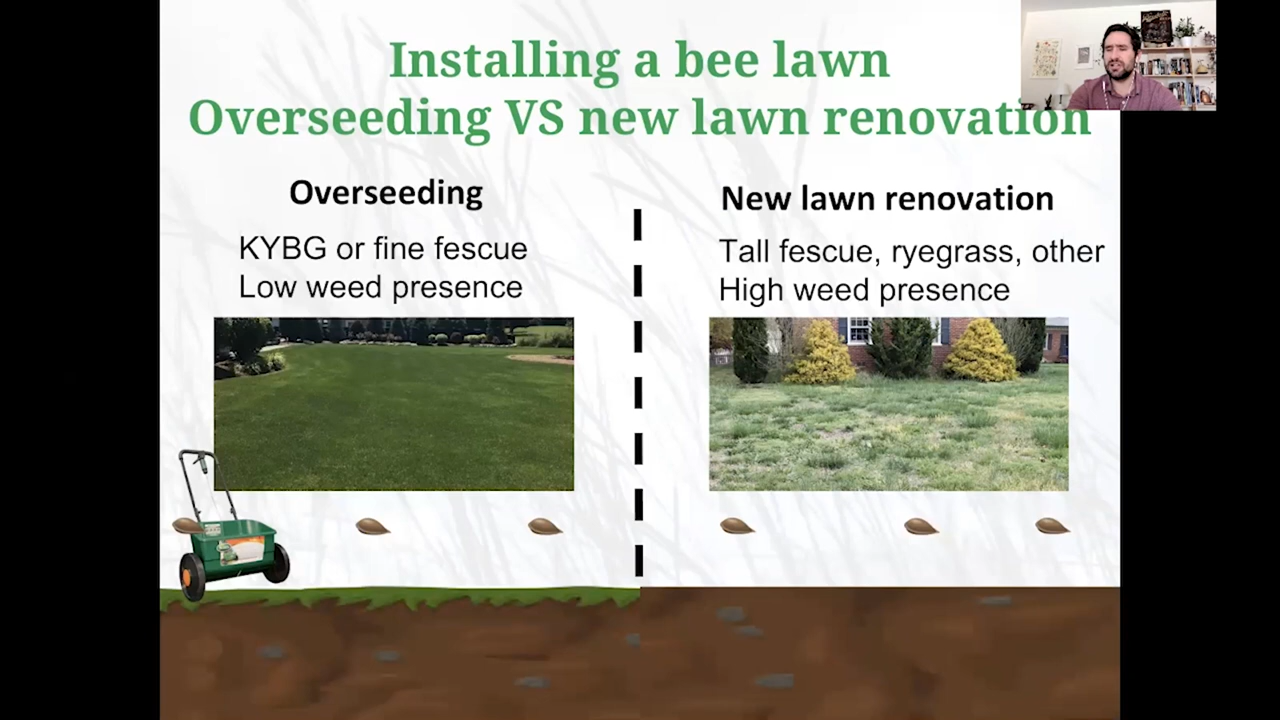 Installing a bee lawn
Overseeding VS new lawn renovation
Overseeding
KYBG or fine fescue
Low weed presence
New lawn renovation
Tall fescue, ryegrass, other
High weed presence